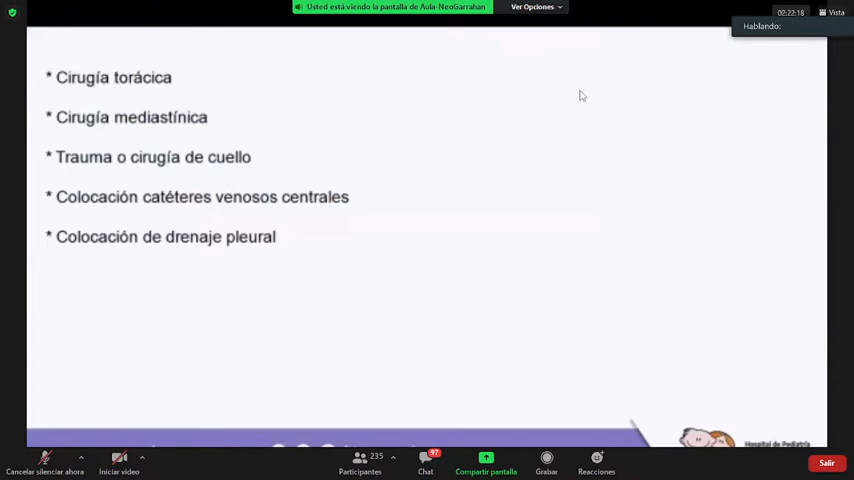 Usted está viendo la pantalla de Aula-NeoGarrahan
Ver Opciones
02:22:18
Vista
Hablando:
* Cirugía torácica
* Cirugía mediastínica
* Trauma o cirugía de cuello
* Colocación catéteres venosos centrales
* Colocación de drenaje pleural
Hospital de Pediatría
235
97
Cancelar silenciar ahora
Iniciar video
Participantes
Chat
Compartir pantalla
Grabar
Reacciones
Salir